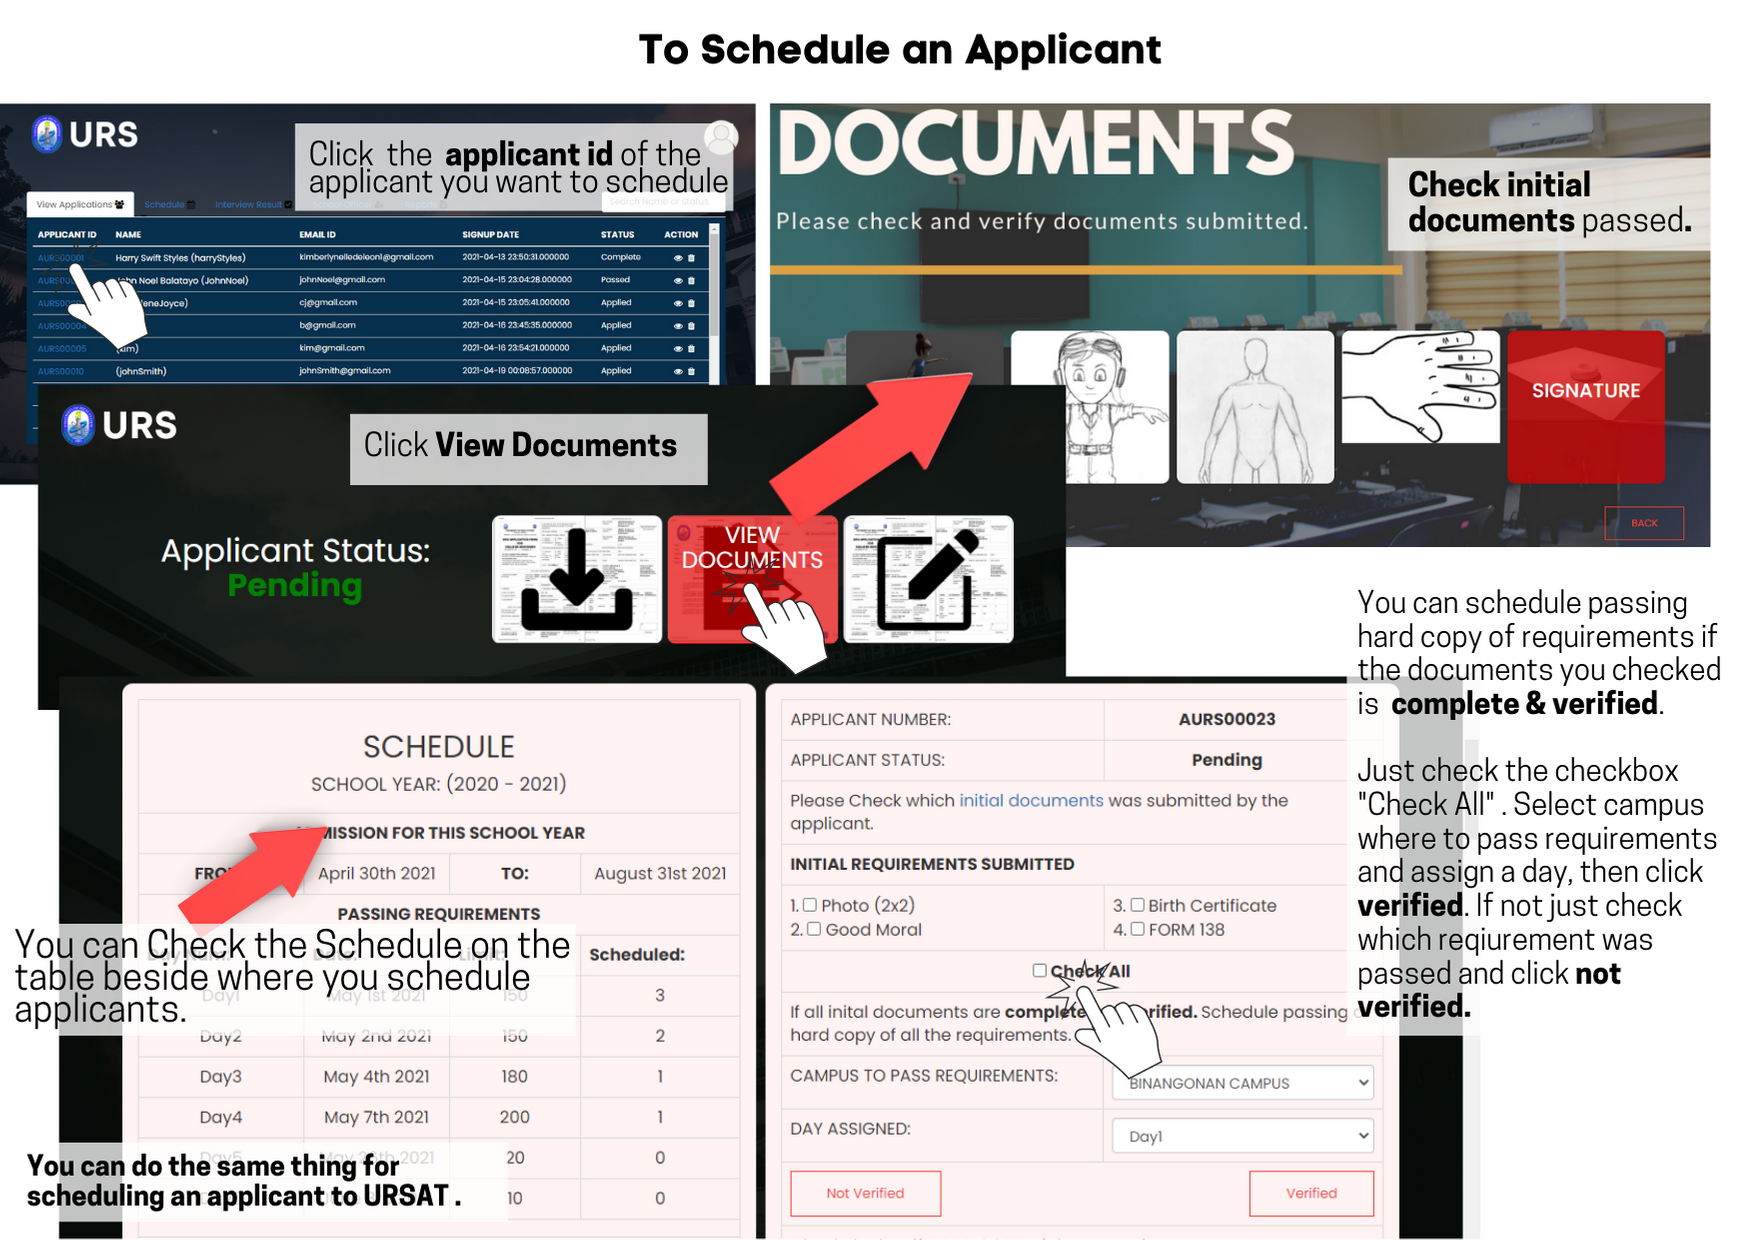 To Schedule an Applicant
URS
Click the applicant id of the
applicant you want to schedule
View Applications
Schedule
Interview Result
Search Name or Status
APPLICANT ID NAME EMAIL ID SIGNUP DATE STATUS ACTION
AURS00001 Harry Swift Styles (harryStyles) kimberlynelledeleon1@gmail.com 2021-04-13 23:50:31.000000 Complete
John Noel Balatayo (JohnNoel) johnNoel@gmail.com 2021-04-15 23:04:28.000000 Passed
cj@gmail.com 2021-04-15 23:05:41.000000 Applied
AURS00004 b@gmail.com 2021-04-16 23:45:35.000000 Applied
AURS00005 (kim) kim@gmail.com 2021-04-16 23:54:21.000000 Applied
AURS00010 (johnSmith) johnSmith@gmail.com 2021-04-19 00:08:57.000000 Applied
DOCUMENTS
Please check and verify documents submitted.
Check initial
documents passed.
SIGNATURE
BACK
URS
Click View Documents
Applicant Status:
Pending
VIEW
DOCUMENTS
You can schedule passing
hard copy of requirements if
the documents you checked
is complete & verified.
Just check the checkbox
"Check All" . Select campus
where to pass requirements
and assign a day, then click
verified. If not just check
which reqiurement was
passed and click not
verified.
SCHEDULE
SCHOOL YEAR: (2020 - 2021)
MISSION FOR THIS SCHOOL YEAR
April 30th 2021 TO: August 31st 2021
PASSING REQUIREMENTS
Scheduled:
You can Check the Schedule on the
table beside where you schedule
applicants.
Day1 May 1st 2021 150 3
Day2 May 2nd 2021 150 2
Day3 May 4th 2021 180 1
Day4 May 7th 2021 200 1
Day5 2021 20 0
10 0
You can do the same thing for
scheduling an applicant to URSAT .
APPLICANT NUMBER: AURS00023
APPLICANT STATUS: Pending
Please Check which initial documents was submitted by the
applicant.
INITIAL REQUIREMENTS SUBMITTED
1. Photo (2x2) 3. Birth Certificate
2. Good Moral 4. FORM 138
Check All
If all inital documents are complete rified. Schedule passing
hard copy of all the requirements.
CAMPUS TO PASS REQUIREMENTS: BINANGONAN CAMPUS
DAY ASSIGNED: Day1
Not Verified Verified